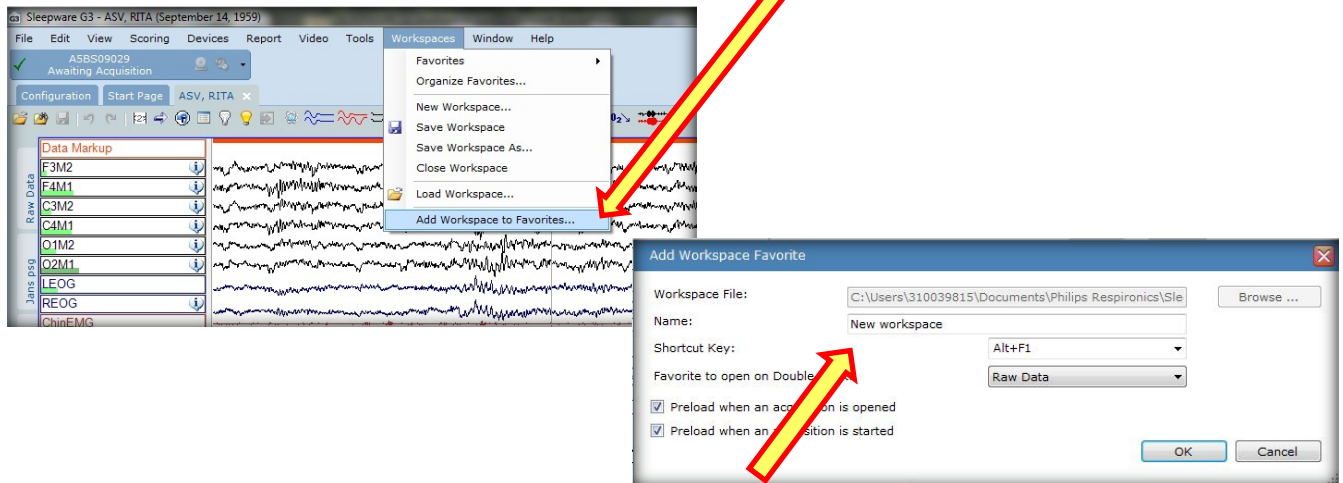 G3 Sleepware G3 - ASV, RITA (September 14, 1959)
File Edit View Scoring Devices Report Video Tools Workspaces Window Help
A5BS09029
Awaiting Acquisition
Configuration Start Page ASV, RITA
Favorites
Organize Favorites...
New Workspace...
Save Workspace
Save Workspace As...
Close Workspace
Load Workspace...
Add Workspace to Favorites...
Raw Data
Jans psg
Data Markup
F3M2
F4M1
C3M2
C4M1
O1M2
O2M1
LEOG
REOG
ChinEMG
Add Workspace Favorite
Workspace File: C:\Users\310039815\Documents\Philips Respironics\Sle Browse ...
Name: New workspace
Shortcut Key: Alt+F1
Favorite to open on Double Raw Data
Preload when an is opened
Preload when an is started
OK Cancel